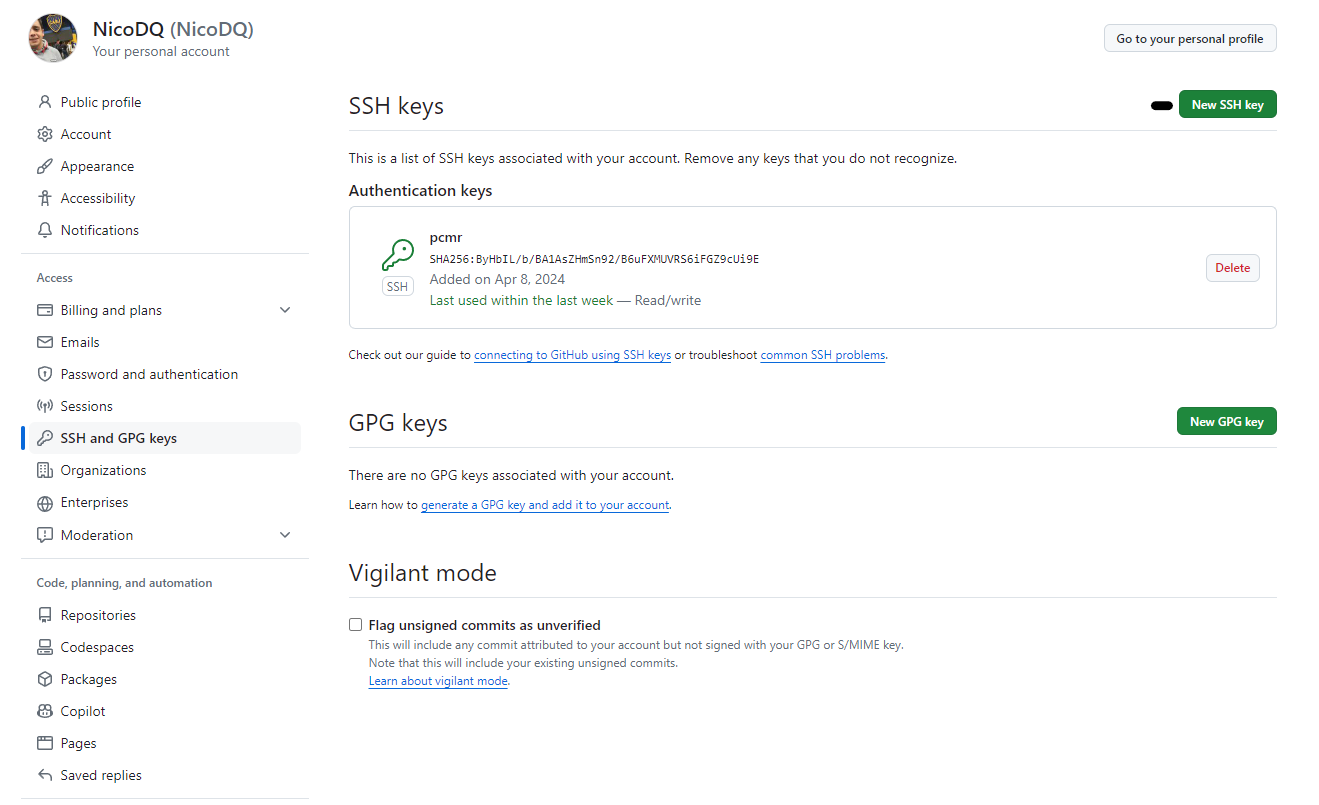 NicoDQ (NicoDQ)
Your personal account
Go to your personal profile
Public profile
Account
Appearance
Accessibility
Notifications
Access
Billing and plans
Emails
Password and authentication
Sessions
SSH and GPG keys
Organizations
Enterprises
Moderation
Code, planning, and automation
Repositories
Codespaces
Packages
Copilot
Pages
Saved replies
SSH keys
New SSH key
This is a list of SSH keys associated with your account. Remove any keys that you do not recognize.
Authentication keys
pcmr
SHA256:ByHbIL/b/BA1AsZHmSn92/B6uFXMUVRS6iFGZ9cUi9E
SSH
Added on Apr 8, 2024
Last used within the last week — Read/write
Delete
Check out our guide to connecting to GitHub using SSH keys or troubleshoot common SSH problems.
GPG keys
New GPG key
There are no GPG keys associated with your account.
Learn how to generate a GPG key and add it to your account.
Vigilant mode
Flag unsigned commits as unverified
This will include any commit attributed to your account but not signed with your GPG or S/MIME key.
Note that this will include your existing unsigned commits.
Learn about vigilant mode.